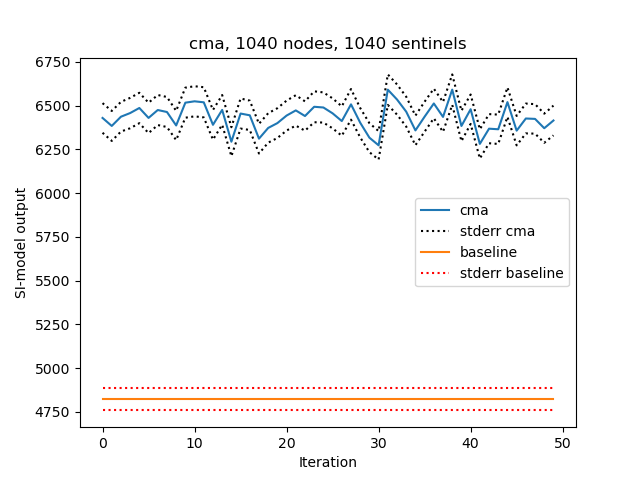 cma, 1040 nodes, 1040 sentinels
6750
6500
6250
6000
5750
5500
5250
5000
4750
SI-model output
cma
stderr cma
baseline
stderr baseline
0 10 20 30 40 50
Iteration